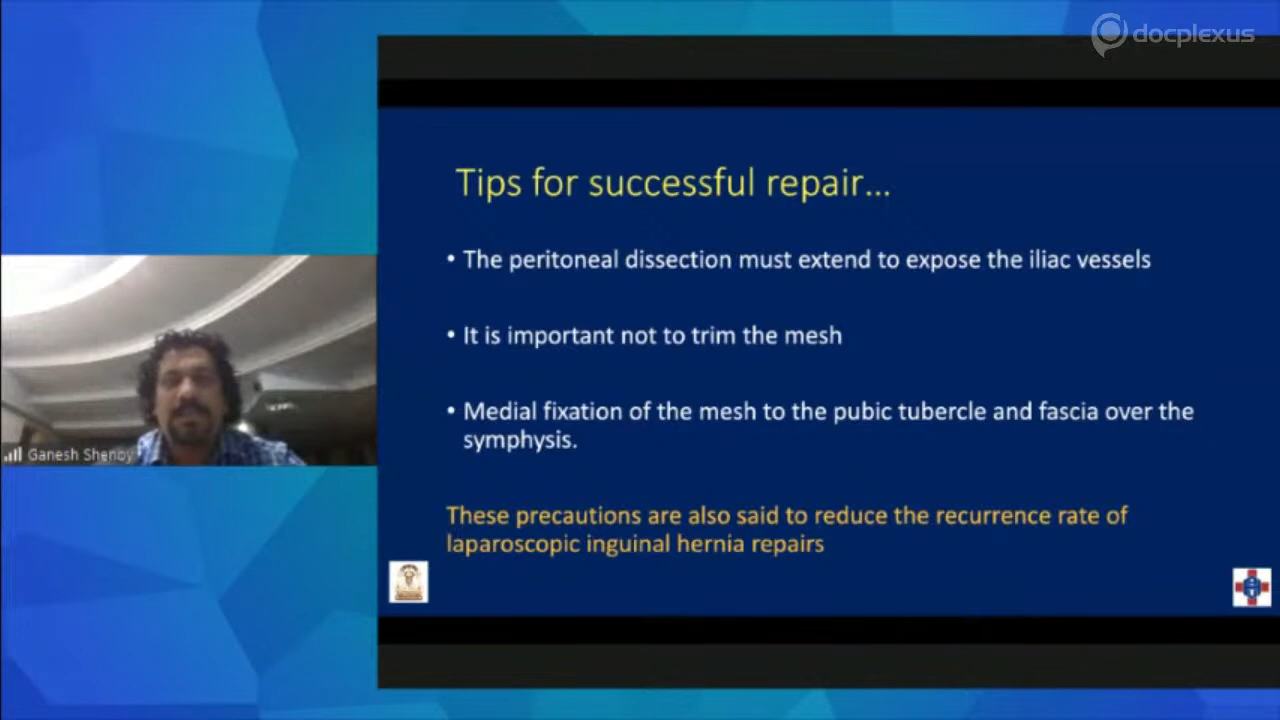 docplexus
Tips for successful repair...
• The peritoneal dissection must extend to expose the iliac vessels
• It is important not to trim the mesh
• Medial fixation of the mesh to the pubic tubercle and fascia over the
symphysis.
Ganesh Shenoy
These precautions are also said to reduce the recurrence rate of
laparoscopic inguinal hernia repairs